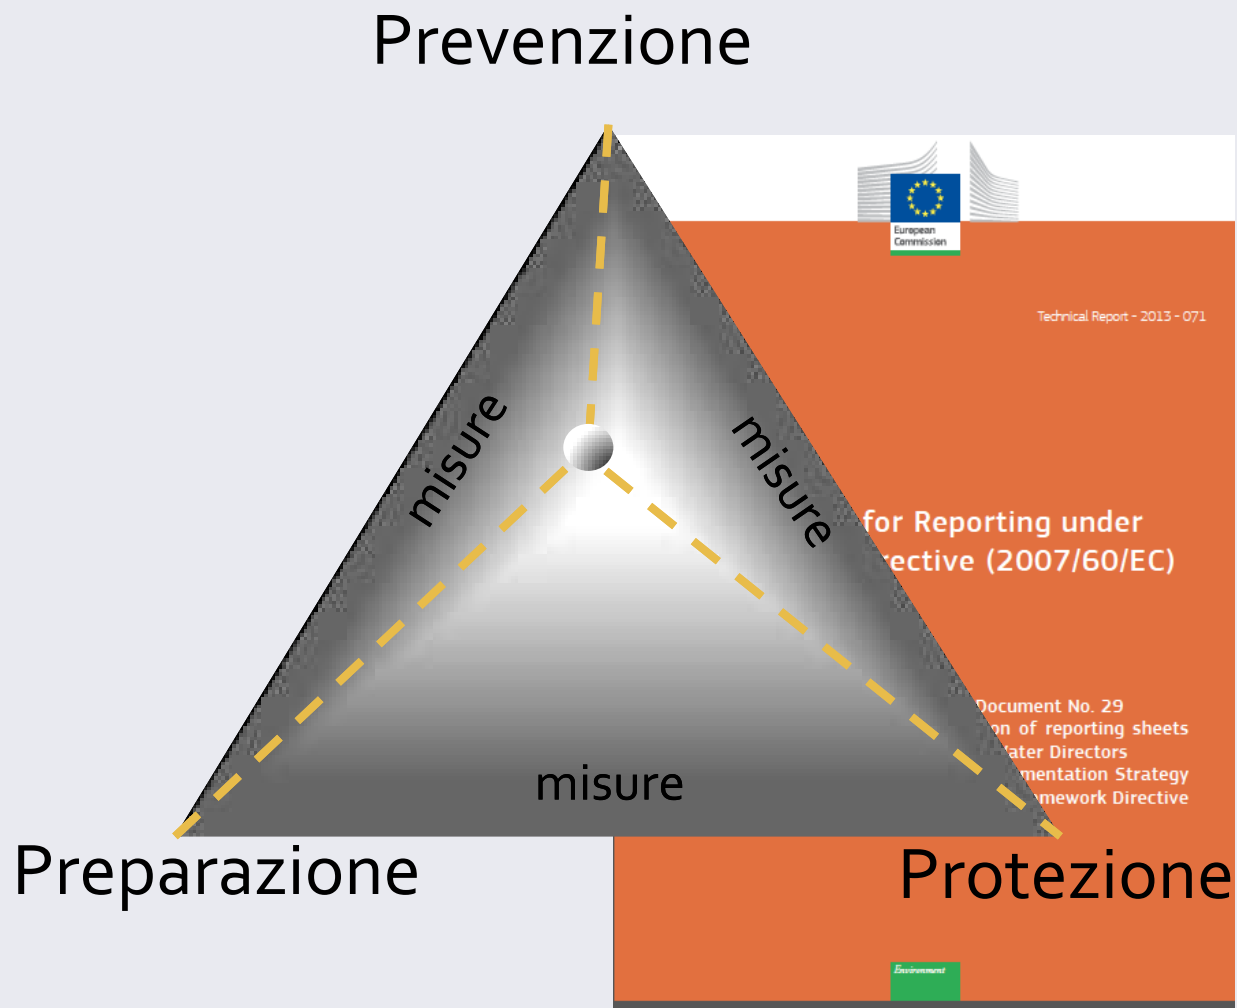 Prevenzione
European
Commission
Technical Report - 2013 - 071
misure
misure
for Reporting under
rective (2007/60/EC)
Document No. 29
on of reporting sheets
ater Directors
mentation Strategy
mework Directive
misure
Preparazione
Protezione
Environment